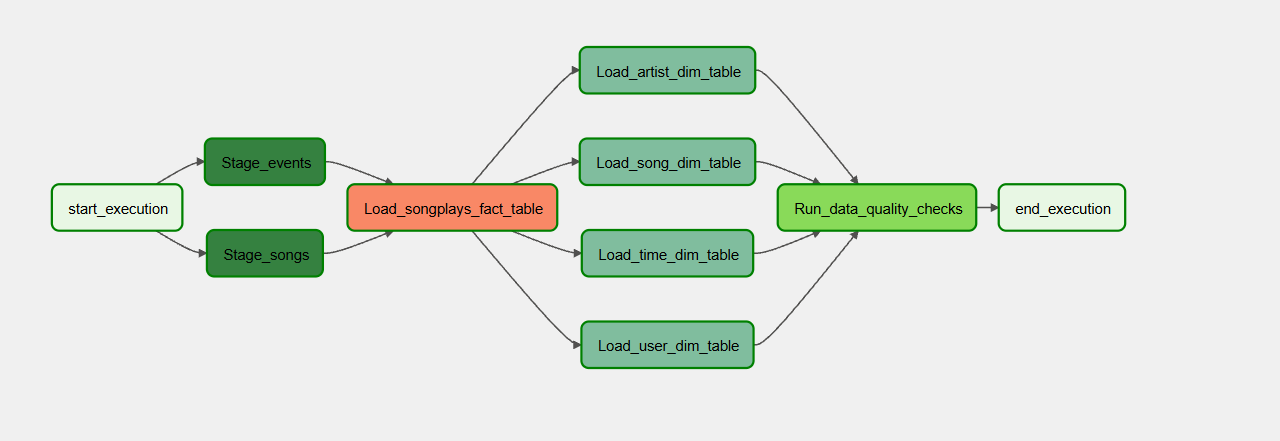 start_execution
Stage_events
Stage_songs
Load_songplays_fact_table
Load_artist_dim_table
Load_song_dim_table
Load_time_dim_table
Load_user_dim_table
Run_data_quality_checks
end_execution